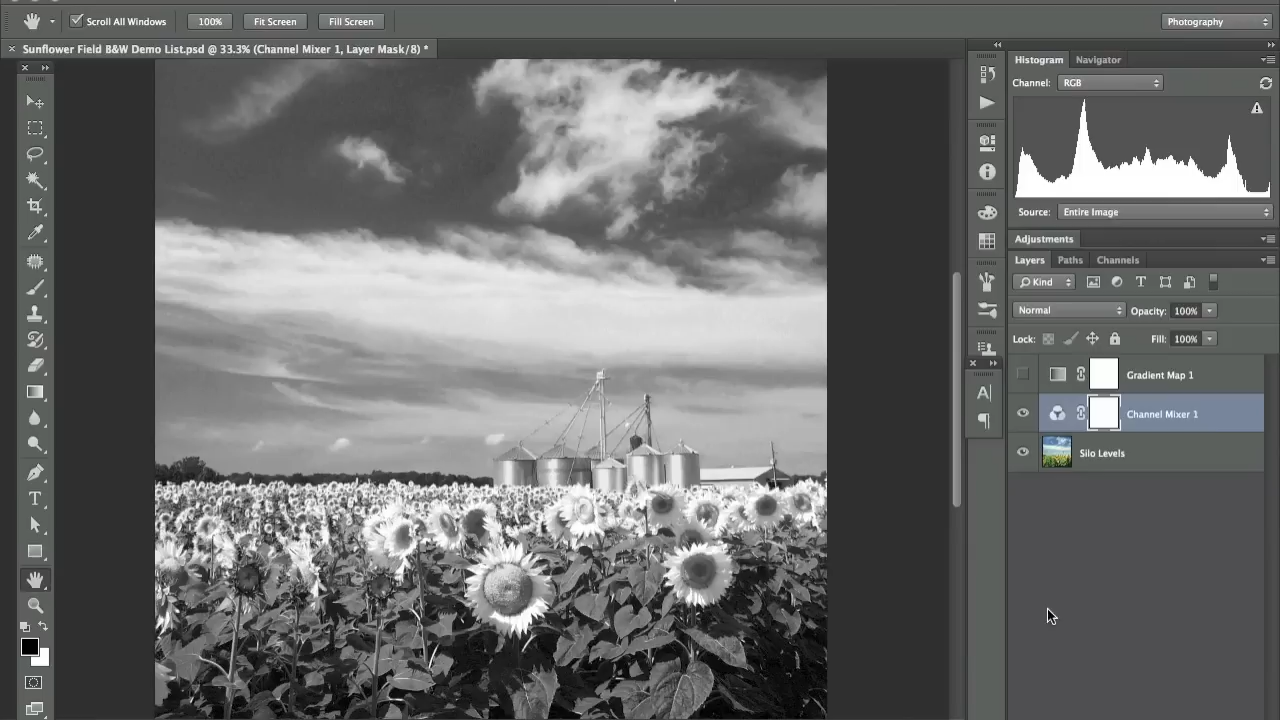 Scroll All Windows 100% Fit Screen Fill Screen Photography
Sunflower Field B&W Demo List.psd @ 33.3% (Channel Mixer 1, Layer Mask/8) *
Histogram Navigator
Channel: RGB
Source: Entire Image
Adjustments
Layers Paths Channels
Kind T
Normal Opacity: 100%
Lock: Fill: 100%
Gradient Map 1
Channel Mixer 1
Silo Levels
A
T